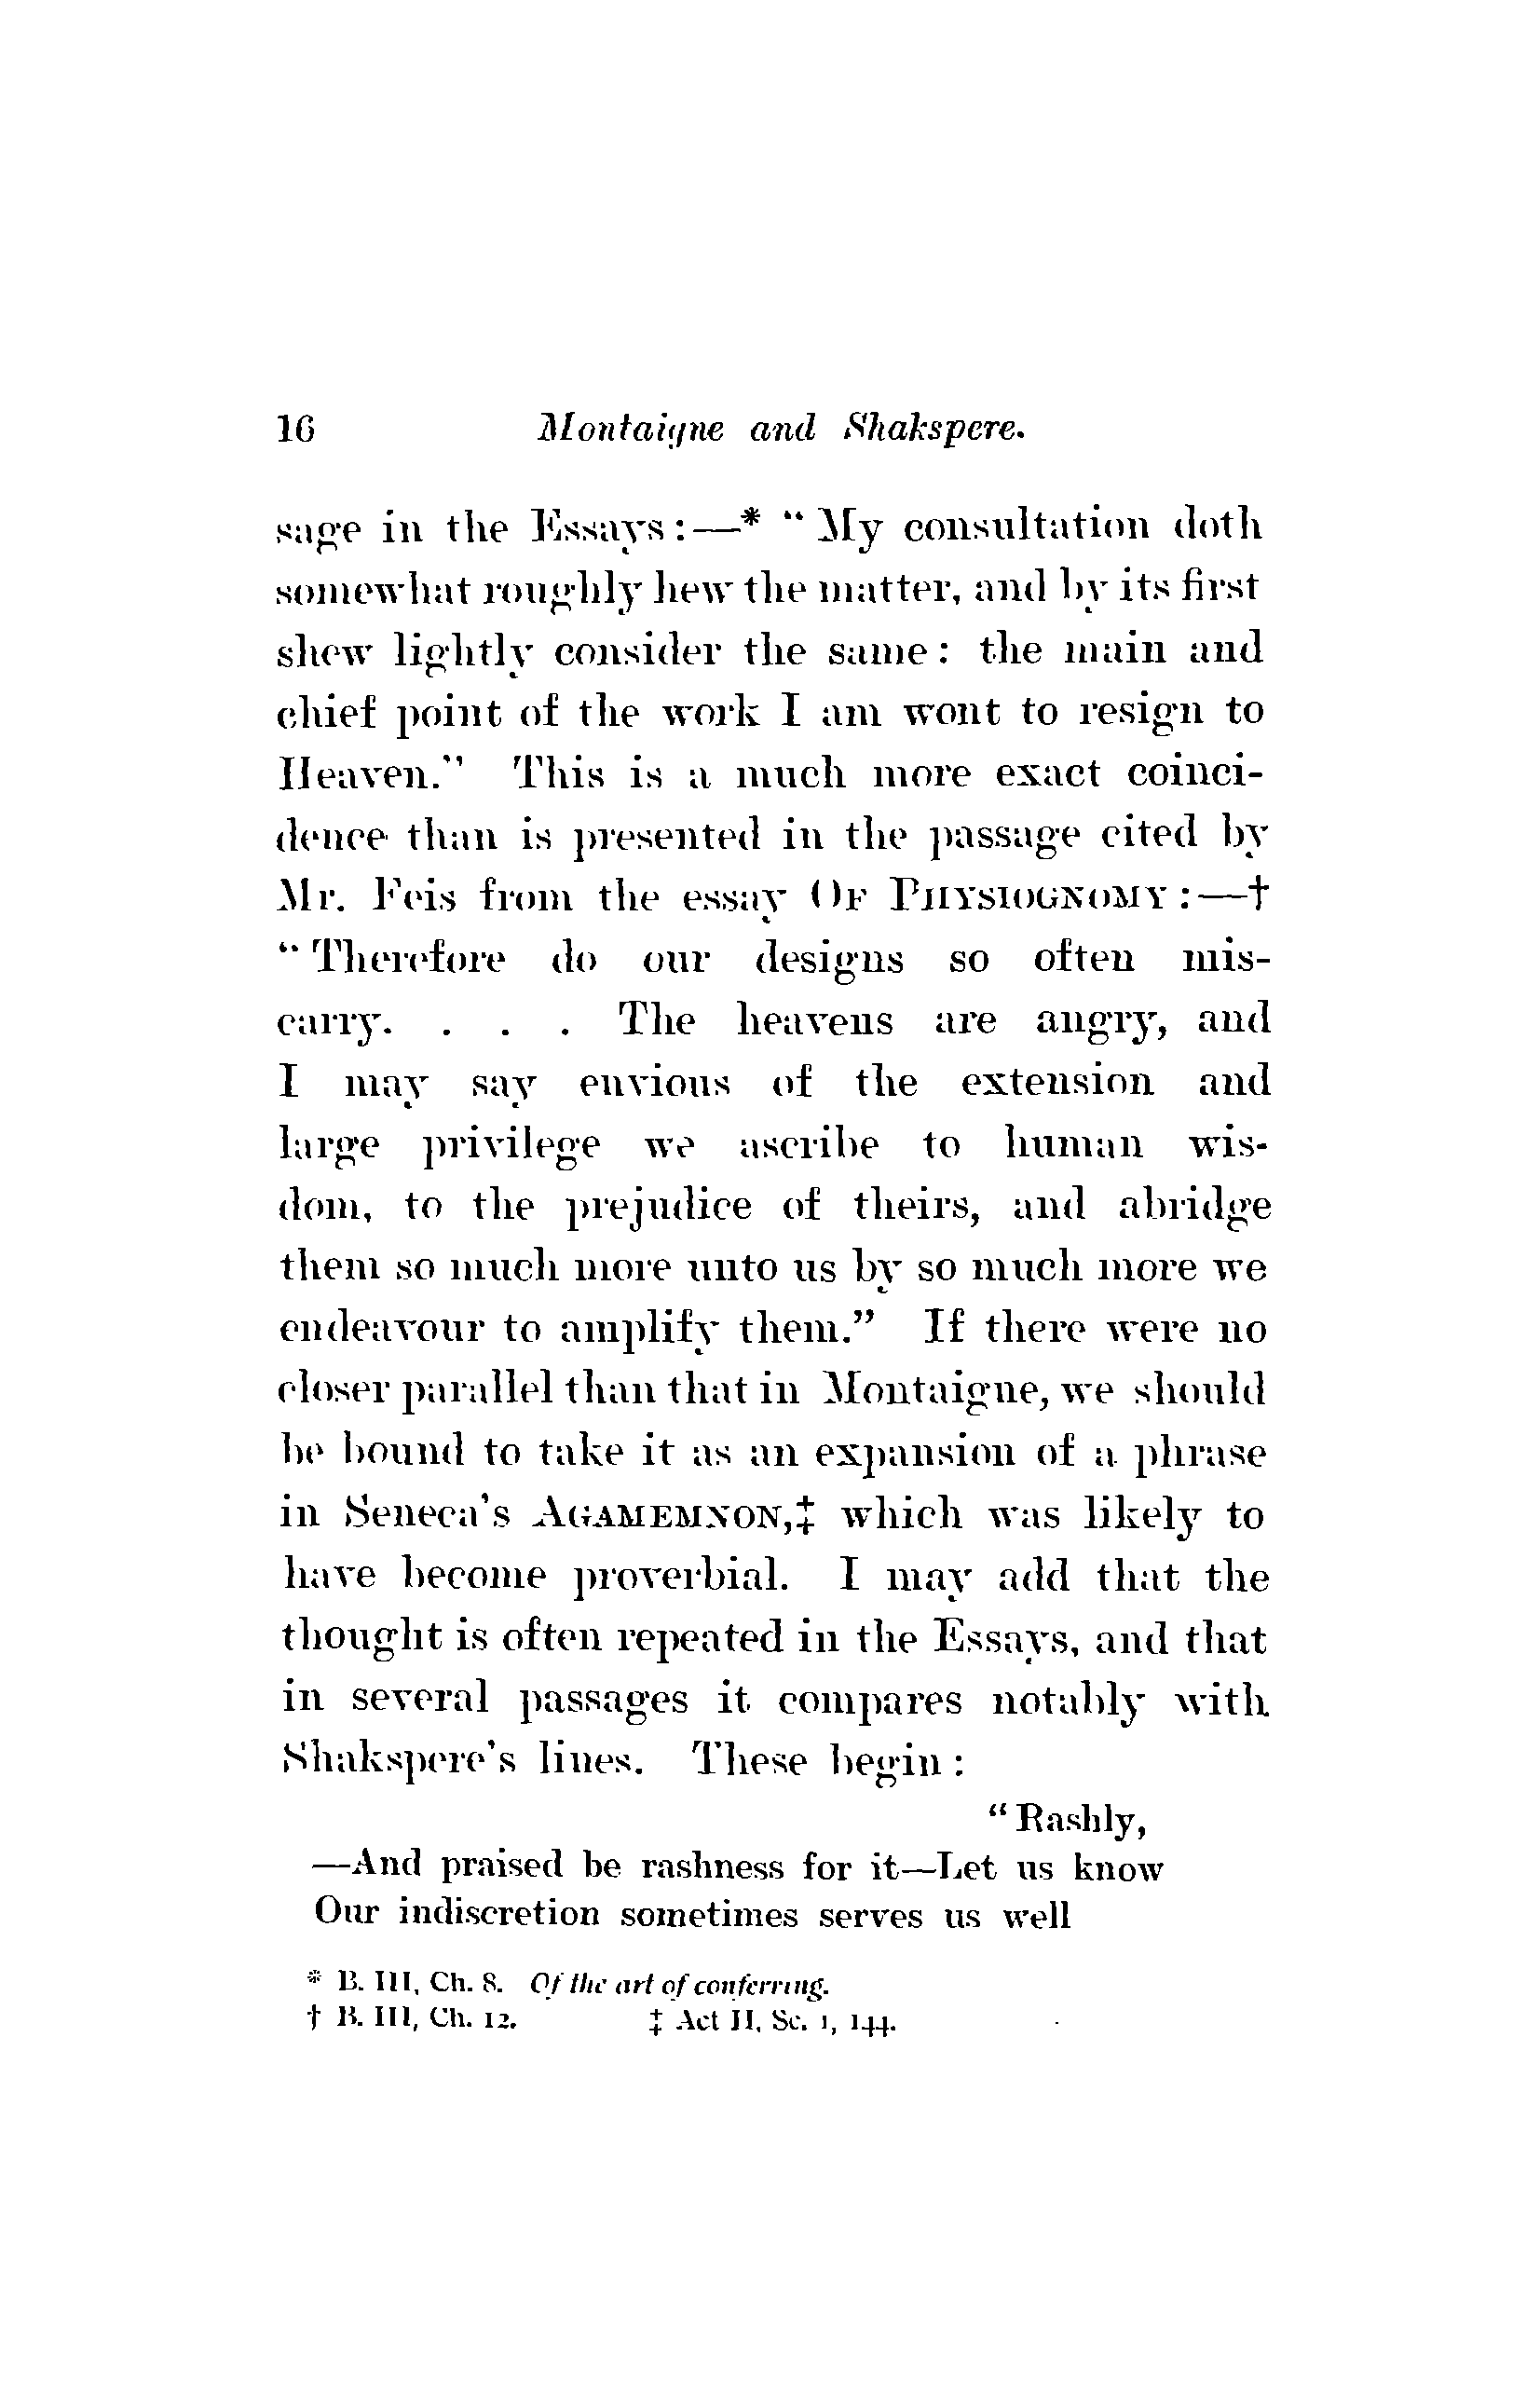 16 Montaigne and Shakspere.
sage in the Essays:—* “ My consultation doth
somewhat roughly hew the matter, and by its first
shew lightly consider the same: the main and
chief point of the work I am wont to resign to
Heaven.” This is a much more exact coinci-
dence than is presented in the passage cited by
Mr. Feis from the essay OF PHYSIOGNOMY:—†
“ Therefore do our designs so often mis-
carry. . . . The heavens are angry, and
I may say envious of the extension and
large privilege we ascribe to human wis-
dom, to the prejudice of theirs, and abridge
them so much more unto us by so much more we
endeavour to amplify them.” If there were no
closer parallel than that in Montaigne, we should
be bound to take it as an expansion of a phrase
in Seneca's AGAMEMNON,‡ which was likely to
have become proverbial. I may add that the
thought is often repeated in the Essays, and that
in several passages it compares notably with
Shakspere's lines. These begin:
“ Rashly,
—And praised be rashness for it—Let us know
Our indiscretion sometimes serves us well
* B. III, Ch. 8. Of the art of conferring.
† B. III, Ch. 12. ‡ Act II, Sc. 1, 144.